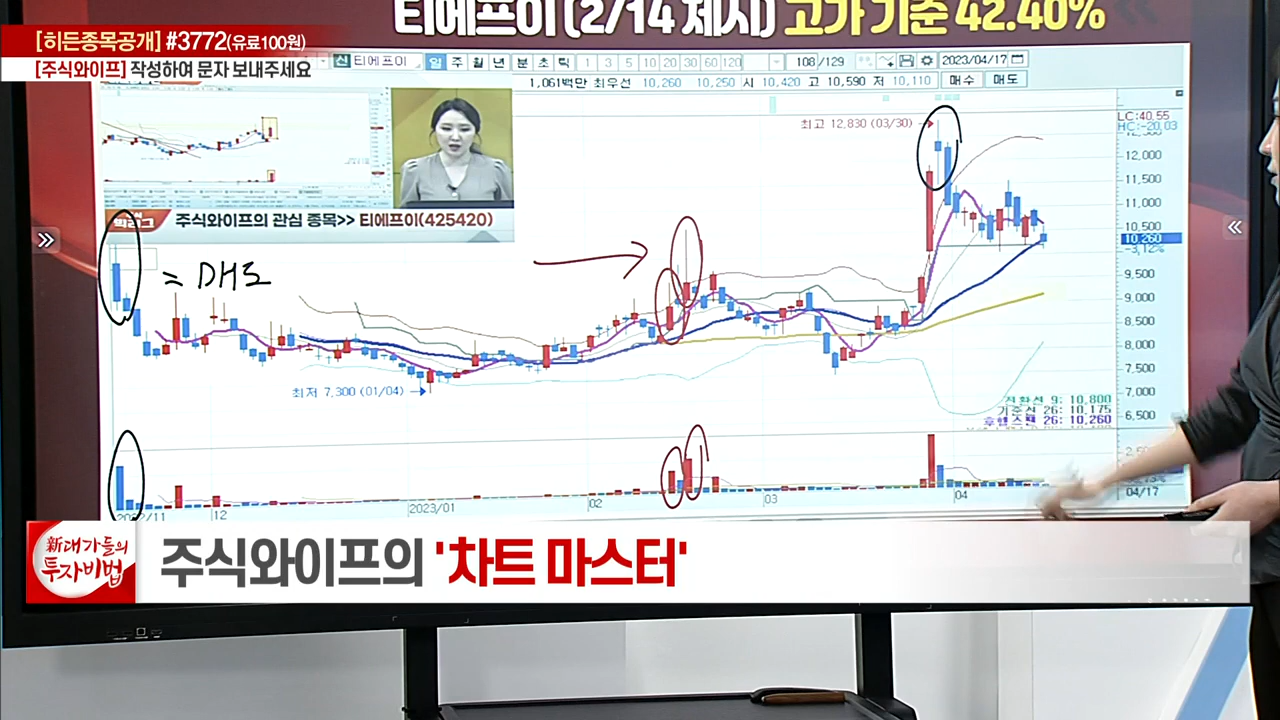 티에프이(2/14 제시) 고가 기준 42.40%
[히든종목공개] #3772(유료100원)
[주식와이프] 작성하여 문자 보내주세요
신 티에프이 일 주 월 년 분 초 틱 1 3 5 10 20 30 60 120 108 /129 2023/04/17
1,061백만 최우선 10,260 10,250 시 10,420 고 10,590 저 10,110 매수 매도
최고 12,830 (03/30)
LC:40,55
HC:-20,03
12,000
11,500
11,000
10,500
10,260
-3,12%
9,500
9,000
8,500
8,000
7,500
7,000
6,500
주식와이프의 관심 종목>> 티에프이(425420)
= DH도
최저 7,300 (01/04)
전환선 9: 10,800
기준선 26: 10,175
후행스팬 26: 10,260
2022/11
12
2023/01
02
03
04
04/17
新대가들의
투자비법
주식와이프의 '차트 마스터'